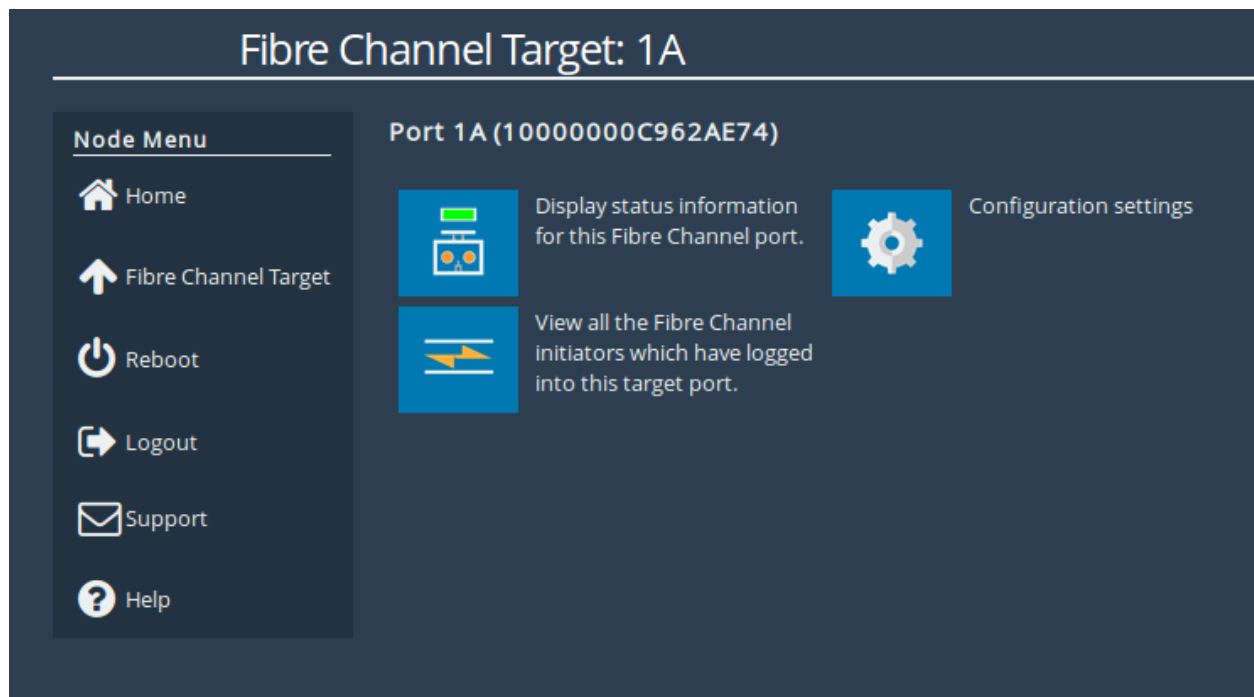 Fibre Channel Target: 1A
Node Menu
Home
Fibre Channel Target
Reboot
Logout
Support
Help
Port 1A (10000000C962AE74)
Display status information
for this Fibre Channel port.
Configuration settings
View all the Fibre Channel
initiators which have logged
into this target port.